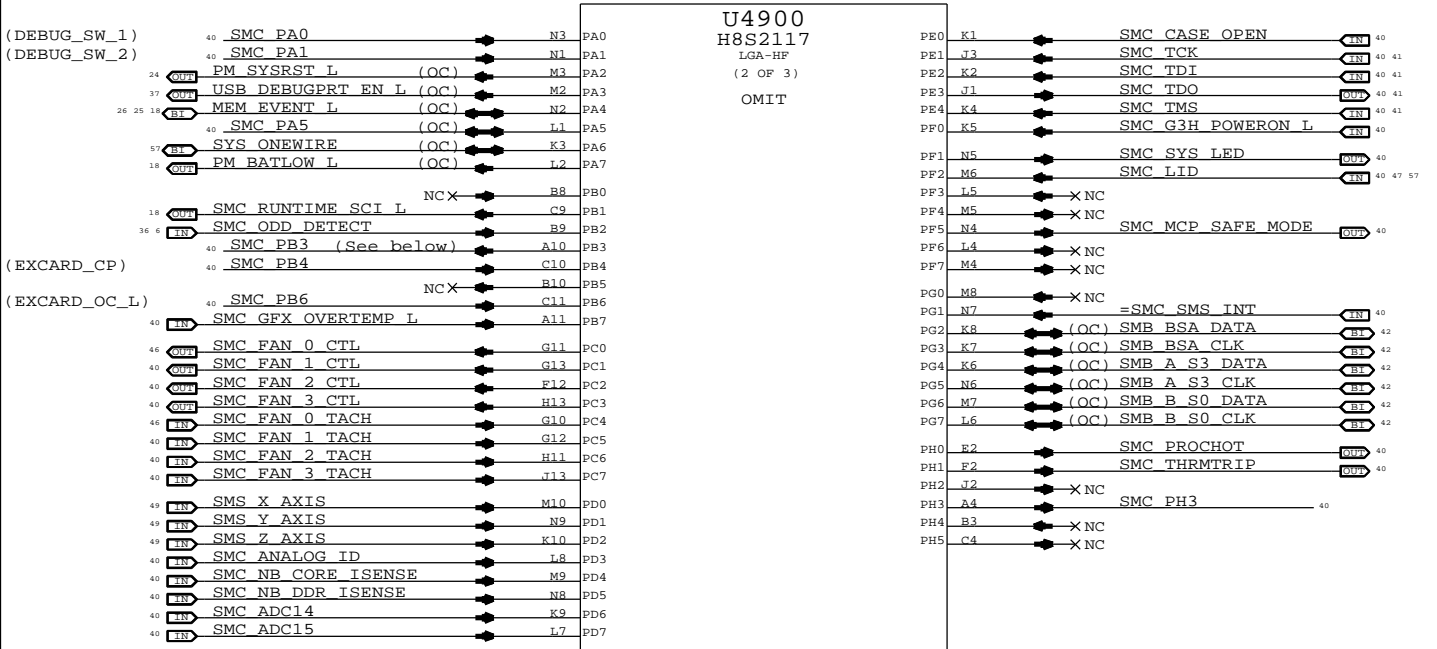 U4900
H8S2117
LGA-HF
(2 OF 3)
OMIT
(DEBUG_SW_1) 40 SMC_PA0 N3 PA0
(DEBUG_SW_2) 40 SMC_PA1 N1 PA1
24 OUT PM_SYSRST_L (OC) M3 PA2
37 OUT USB_DEBUGPRT_EN_L (OC) M2 PA3
26 25 18 BI MEM_EVENT_L (OC) N2 PA4
40 SMC_PA5 (OC) L1 PA5
57 BI SYS_ONEWIRE (OC) K3 PA6
18 OUT PM_BATLOW_L (OC) L2 PA7
NC B8 PB0
18 OUT SMC_RUNTIME_SCI_L C9 PB1
36 6 IN SMC_ODD_DETECT B9 PB2
40 SMC_PB3 (See below) A10 PB3
(EXCARD_CP) 40 SMC_PB4 C10 PB4
NC B10 PB5
(EXCARD_OC_L) 40 SMC_PB6 C11 PB6
40 IN SMC_GFX_OVERTEMP_L A11 PB7
46 OUT SMC_FAN_0_CTL G11 PC0
40 OUT SMC_FAN_1_CTL G13 PC1
40 OUT SMC_FAN_2_CTL F12 PC2
40 OUT SMC_FAN_3_CTL H13 PC3
46 IN SMC_FAN_0_TACH G10 PC4
40 IN SMC_FAN_1_TACH G12 PC5
40 IN SMC_FAN_2_TACH H11 PC6
40 IN SMC_FAN_3_TACH J13 PC7
49 IN SMS_X_AXIS M10 PD0
49 IN SMS_Y_AXIS N9 PD1
49 IN SMS_Z_AXIS K10 PD2
40 IN SMC_ANALOG_ID L8 PD3
40 IN SMC_NB_CORE_ISENSE M9 PD4
40 IN SMC_NB_DDR_ISENSE N8 PD5
40 IN SMC_ADC14 K9 PD6
40 IN SMC_ADC15 L7 PD7
PE0 K1 SMC_CASE_OPEN IN 40
PE1 J3 SMC_TCK IN 40 41
PE2 K2 SMC_TDI IN 40 41
PE3 J1 SMC_TDO OUT 40 41
PE4 K4 SMC_TMS IN 40 41
PF0 K5 SMC_G3H_POWERON_L IN 40
PF1 N5 SMC_SYS_LED OUT 40
PF2 M6 SMC_LID IN 40 47 57
PF3 L5 NC
PF4 M5 NC
PF5 N4 SMC_MCP_SAFE_MODE OUT 40
PF6 L4 NC
PF7 M4 NC
PG0 M8 NC
PG1 N7 =SMC_SMS_INT IN 40
PG2 K8 (OC) SMB_BSA_DATA BI 42
PG3 K7 (OC) SMB_BSA_CLK BI 42
PG4 K6 (OC) SMB_A_S3_DATA BI 42
PG5 N6 (OC) SMB_A_S3_CLK BI 42
PG6 M7 (OC) SMB_B_S0_DATA BI 42
PG7 L6 (OC) SMB_B_S0_CLK BI 42
PH0 E2 SMC_PROCHOT OUT 40
PH1 F2 SMC_THRMTRIP OUT 40
PH2 J2 NC
PH3 A4 SMC_PH3 40
PH4 B3 NC
PH5 C4 NC